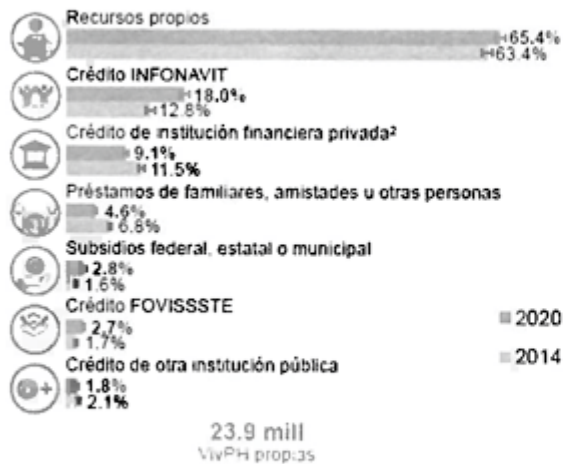 Recursos propios
65.4%
63.4%
Crédito INFONAVIT
18.0%
12.8%
Crédito de institución financiera privada²
9.1%
11.5%
Préstamos de familiares, amistades u otras personas
4.6%
6.8%
Subsidios federal, estatal o municipal
2.8%
1.6%
Crédito FOVISSSTE
2.7%
1.7%
2020
Crédito de otra institución pública
2014
1.8%
2.1%
23.9 mill
VivPH propias